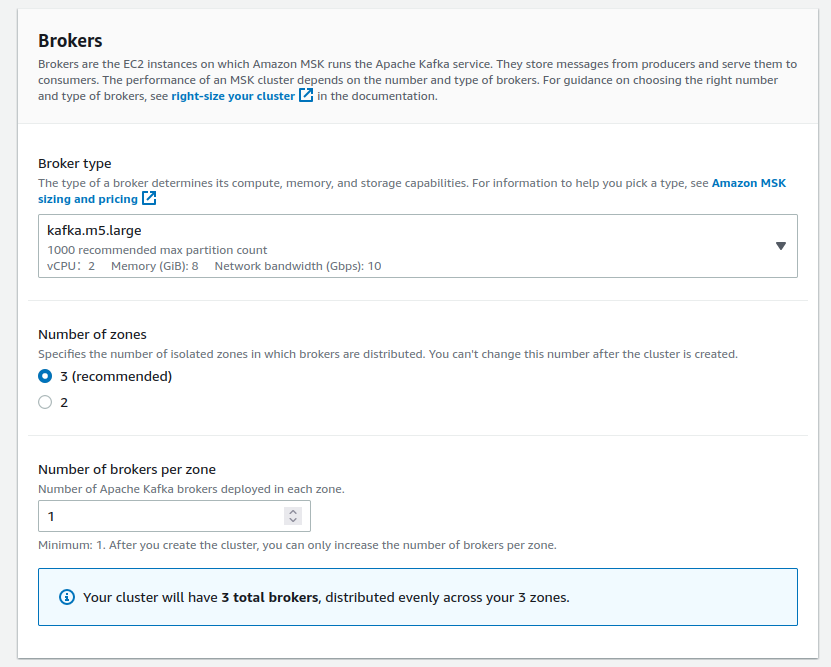 Brokers
Brokers are the EC2 instances on which Amazon MSK runs the Apache Kafka service. They store messages from producers and serve them to
consumers. The performance of an MSK cluster depends on the number and type of brokers. For guidance on choosing the right number
and type of brokers, see right-size your cluster in the documentation.
Broker type
The type of a broker determines its compute, memory, and storage capabilities. For information to help you pick a type, see Amazon MSK
sizing and pricing
kafka.m5.large
1000 recommended max partition count
vCPU: 2 Memory (GiB): 8 Network bandwidth (Gbps): 10
Number of zones
Specifies the number of isolated zones in which brokers are distributed. You can't change this number after the cluster is created.
3 (recommended)
2
Number of brokers per zone
Number of Apache Kafka brokers deployed in each zone.
1
Minimum: 1. After you create the cluster, you can only increase the number of brokers per zone.
Your cluster will have 3 total brokers, distributed evenly across your 3 zones.